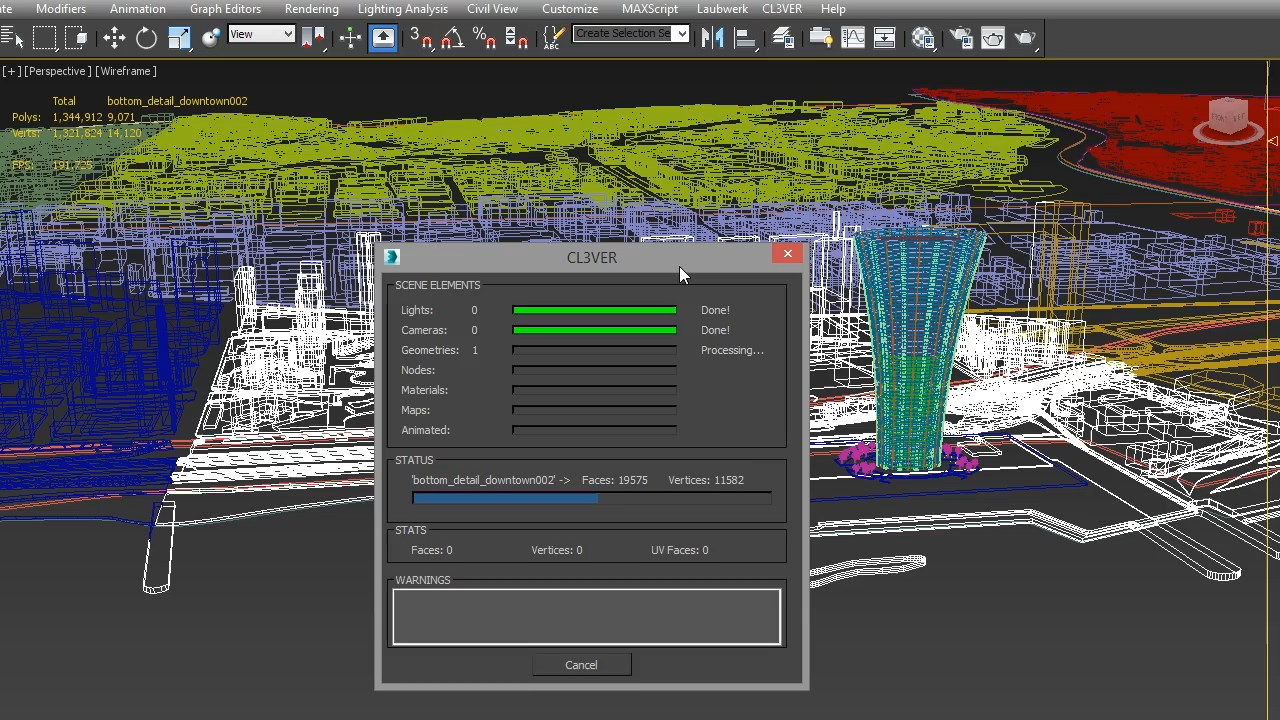 ate Modifiers Animation Graph Editors Rendering Lighting Analysis Civil View Customize MAXScript Laubwerk CL3VER Help
View 3 % ABC Create Selection Se
[+] [Perspective] [Wireframe]
Total bottom_detail_downtown002
Polys: 1,344,912 9,071
Verts: 1,321,824 14,120
FPS: 191.725
CL3VER
SCENE ELEMENTS
Lights: 0 Done!
Cameras: 0 Done!
Geometries: 1 Processing...
Nodes:
Materials:
Maps:
Animated:
STATUS
'bottom_detail_downtown002' -> Faces: 19575 Vertices: 11582
STATS
Faces: 0 Vertices: 0 UV Faces: 0
WARNINGS
Cancel